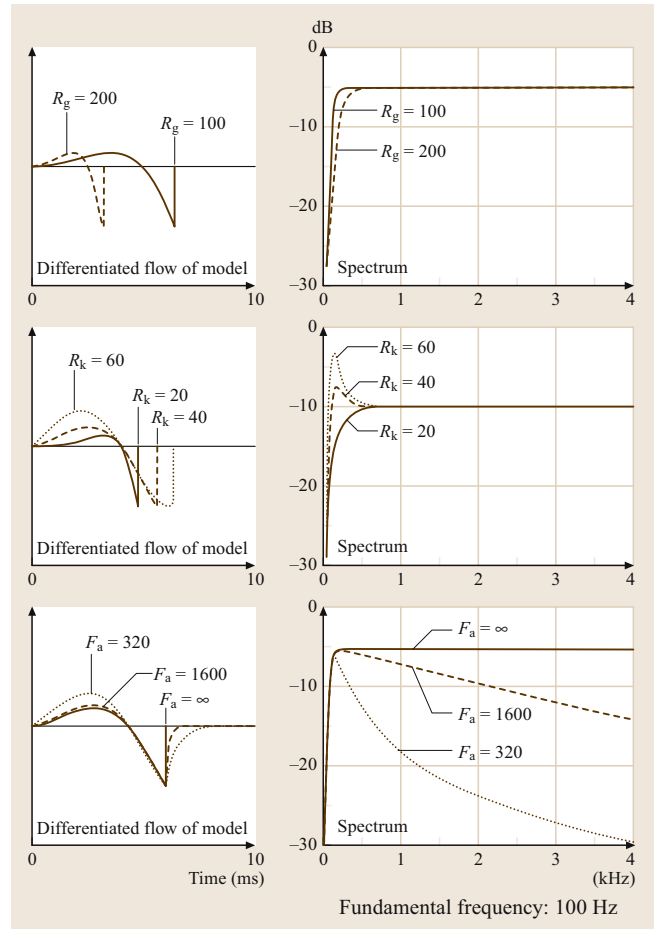 dB
0
R_g = 200
R_g = 100
R_g = 100
−10
R_g = 200
−20
Differentiated flow of model
Spectrum
−30
0
10
0
1
2
3
4
0
R_k = 60
R_k = 60
R_k = 20
R_k = 40
R_k = 40
−10
R_k = 20
−20
Differentiated flow of model
Spectrum
−30
0
10
0
1
2
3
4
0
F_a = 320
F_a = ∞
F_a = 1600
F_a = ∞
−10
F_a = 1600
F_a = 320
−20
Differentiated flow of model
Spectrum
−30
0
10
0
1
2
3
4
Time (ms)
(kHz)
Fundamental frequency: 100 Hz